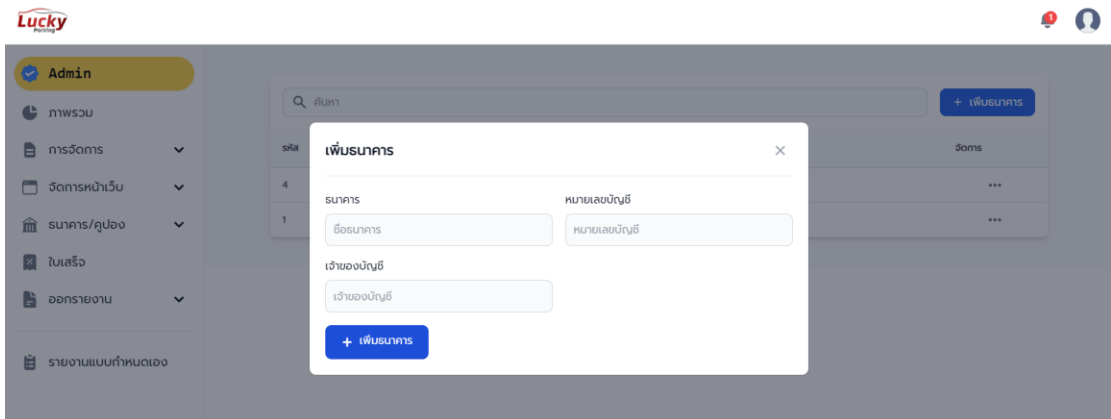 Lucky
Parking
1
Admin
ภาพรวม
การจัดการ
จัดการหน้าเว็บ
ธนาคาร/คูปอง
ใบเสร็จ
ออกรายงาน
รายงานแบบกำหนดเอง
ค้นหา
+ เพิ่มธนาคาร
รหัส
จัดการ
4
1
เพิ่มธนาคาร
ธนาคาร
หมายเลขบัญชี
ชื่อธนาคาร
หมายเลขบัญชี
เจ้าของบัญชี
เจ้าของบัญชี
+ เพิ่มธนาคาร